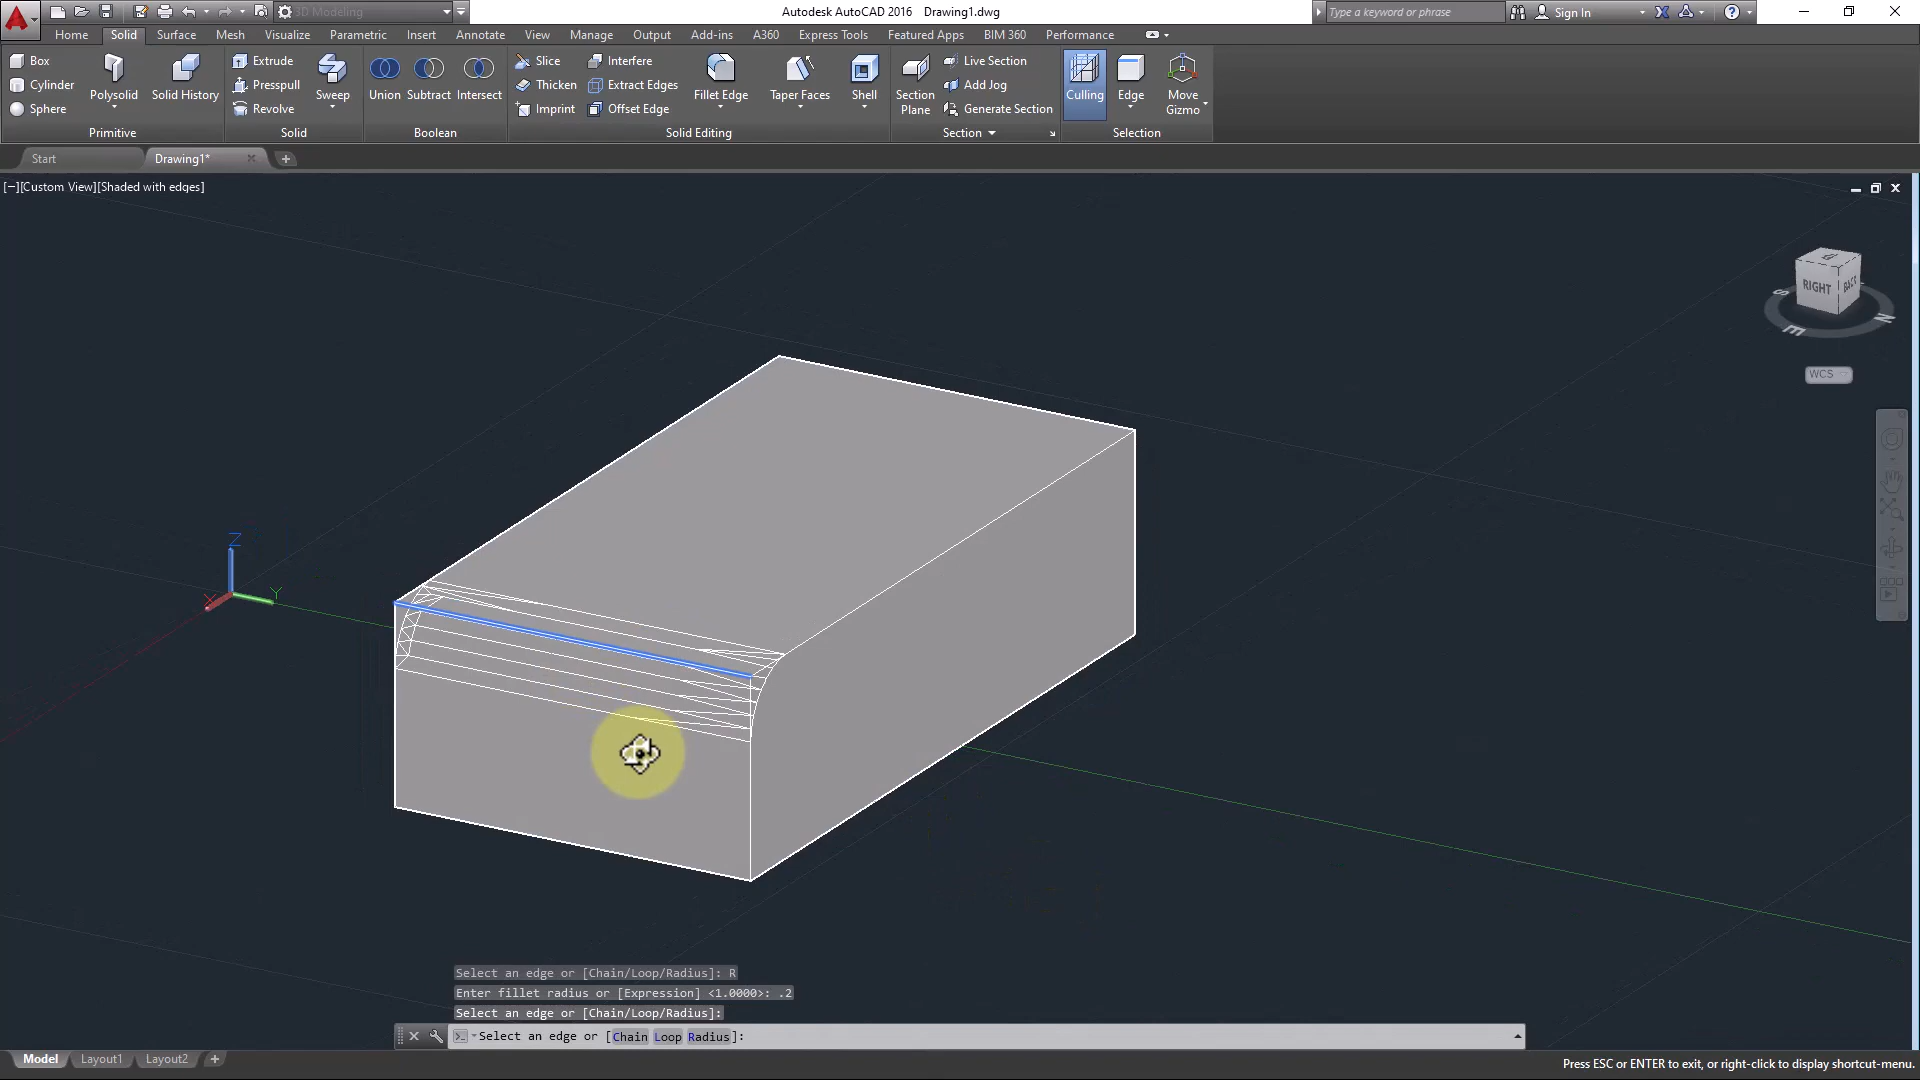 3D Modeling
Autodesk AutoCAD 2016 Drawing1.dwg
Type a keyword or phrase
Sign In
Home Solid Surface Mesh Visualize Parametric Insert Annotate View Manage Output Add-ins A360 Express Tools Featured Apps BIM 360 Performance
Box
Cylinder
Sphere
Polysolid
Solid History
Primitive
Extrude
Presspull
Revolve
Sweep
Solid
Union
Subtract
Intersect
Boolean
Slice
Thicken
Imprint
Interfere
Extract Edges
Offset Edge
Fillet Edge
Taper Faces
Shell
Solid Editing
Section
Plane
Live Section
Add Jog
Generate Section
Section
Culling
Edge
Move
Gizmo
Selection
Start
Drawing1*
[−][Custom View][Shaded with edges]
RIGHT
BACK
S
E
N
WCS
Z
X
Y
Select an edge or [Chain/Loop/Radius]: R
Enter fillet radius or [Expression] <1.0000>: .2
Select an edge or [Chain/Loop/Radius]:
Select an edge or [Chain Loop Radius]:
Model Layout1 Layout2
Press ESC or ENTER to exit, or right-click to display shortcut-menu.